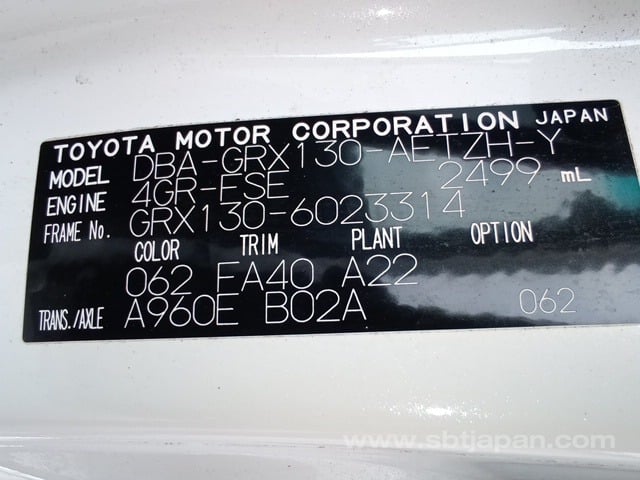 TOYOTA MOTOR CORPORATION JAPAN
MODEL DBA-GRX130-AETZH-Y
ENGINE 4GR-FSE 2499 mL
FRAME No. GRX130-6023314
COLOR TRIM PLANT OPTION
062 FA40 A22
TRANS./AXLE A960E B02A 062
www.sbtjapan.com